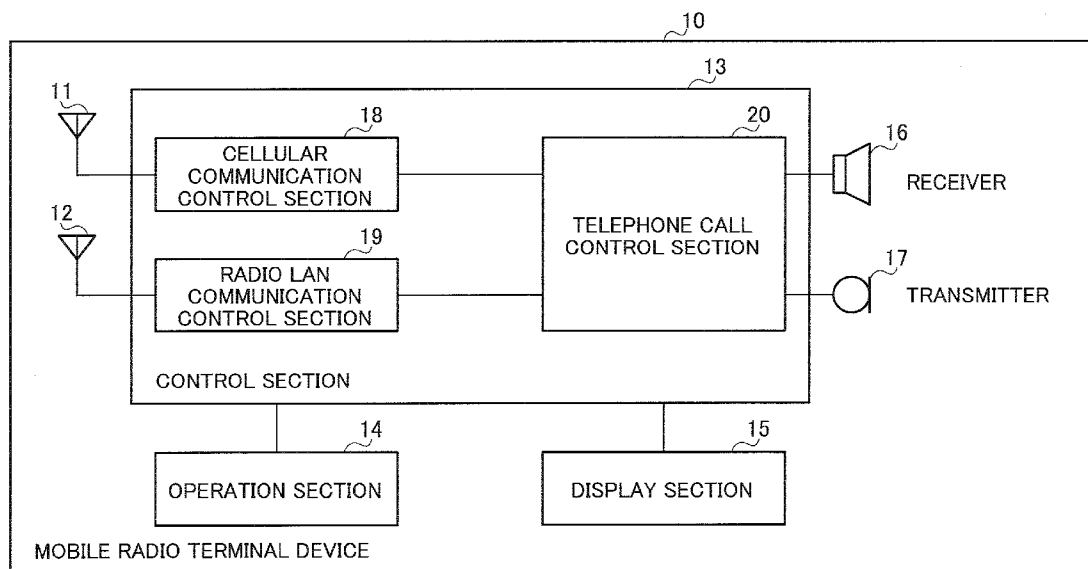 10
11
13
18
CELLULAR
COMMUNICATION
CONTROL SECTION
20
TELEPHONE CALL
CONTROL SECTION
16
RECEIVER
12
19
RADIO LAN
COMMUNICATION
CONTROL SECTION
17
TRANSMITTER
CONTROL SECTION
14
OPERATION SECTION
15
DISPLAY SECTION
MOBILE RADIO TERMINAL DEVICE